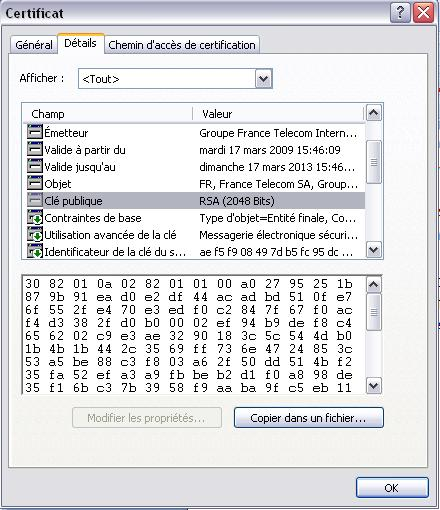 Certificat
Général Détails Chemin d'accès de certification
Afficher : <Tout>
Champ Valeur
Émetteur Groupe France Telecom Intern...
Valide à partir du mardi 17 mars 2009 15:46:09
Valide jusqu'au dimanche 17 mars 2013 15:46...
Objet FR, France Telecom SA, Group...
Clé publique RSA (2048 Bits)
Contraintes de base Type d'objet=Entité finale, Co...
Utilisation avancée de la clé Messagerie électronique sécuri...
Identificateur de la clé du s... ae f5 f9 08 49 7d b5 fc 95 dc ...
30 82 01 0a 02 82 01 01 00 a0 27 95 25 1b
87 9b 91 ea d0 e2 df 44 ac ad bd 51 0f e7
6f 55 2f e4 70 e3 ed f0 c2 84 7f 67 f0 ac
f4 d3 38 2f d0 b0 00 02 ef 94 b9 de f8 c4
65 62 02 c9 e3 ae 32 90 18 3c 5c 54 4d b0
1b 4b 1b 44 2c 35 69 ff 73 6e 47 24 85 3c
53 a5 be 88 c3 f8 03 a6 2f 50 dd 51 4b f2
35 fa 52 ef a3 a9 fb be b2 d1 f0 a8 98 de
35 f1 6b c3 7b 39 58 f9 aa ba 9f c5 eb 11
Modifier les propriétés... Copier dans un fichier...
OK